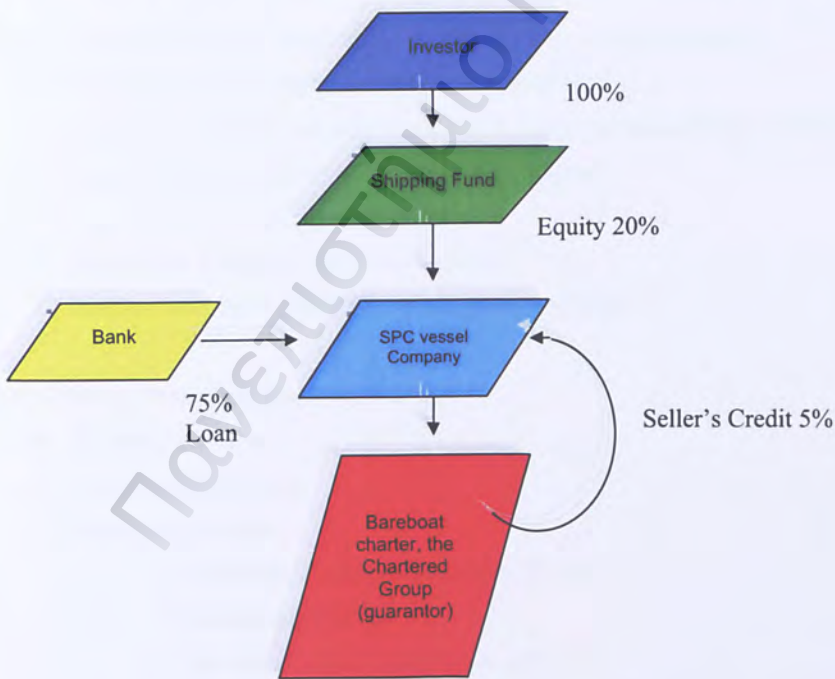 Investor
100%
Shipping Fund
Equity 20%
Bank
SPC vessel
Company
75%
Loan
Seller's Credit 5%
Bareboat
charter, the
Chartered
Group
(guarantor)
Πανεπιστήμιο